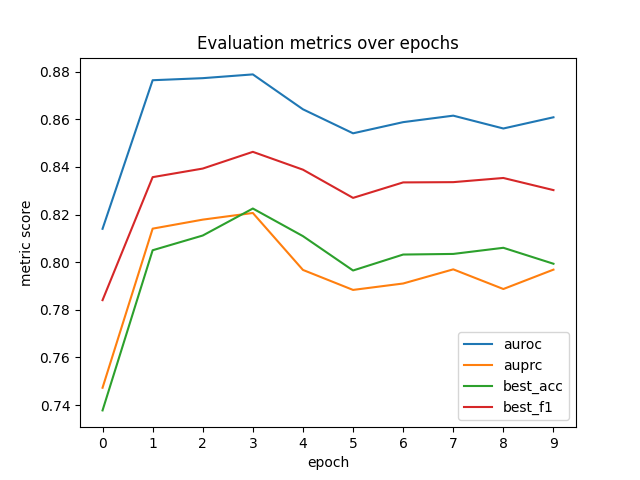 Evaluation metrics over epochs
metric score
0.88
0.86
0.84
0.82
0.80
0.78
0.76
0.74
auroc
auprc
best_acc
best_f1
0 1 2 3 4 5 6 7 8 9
epoch